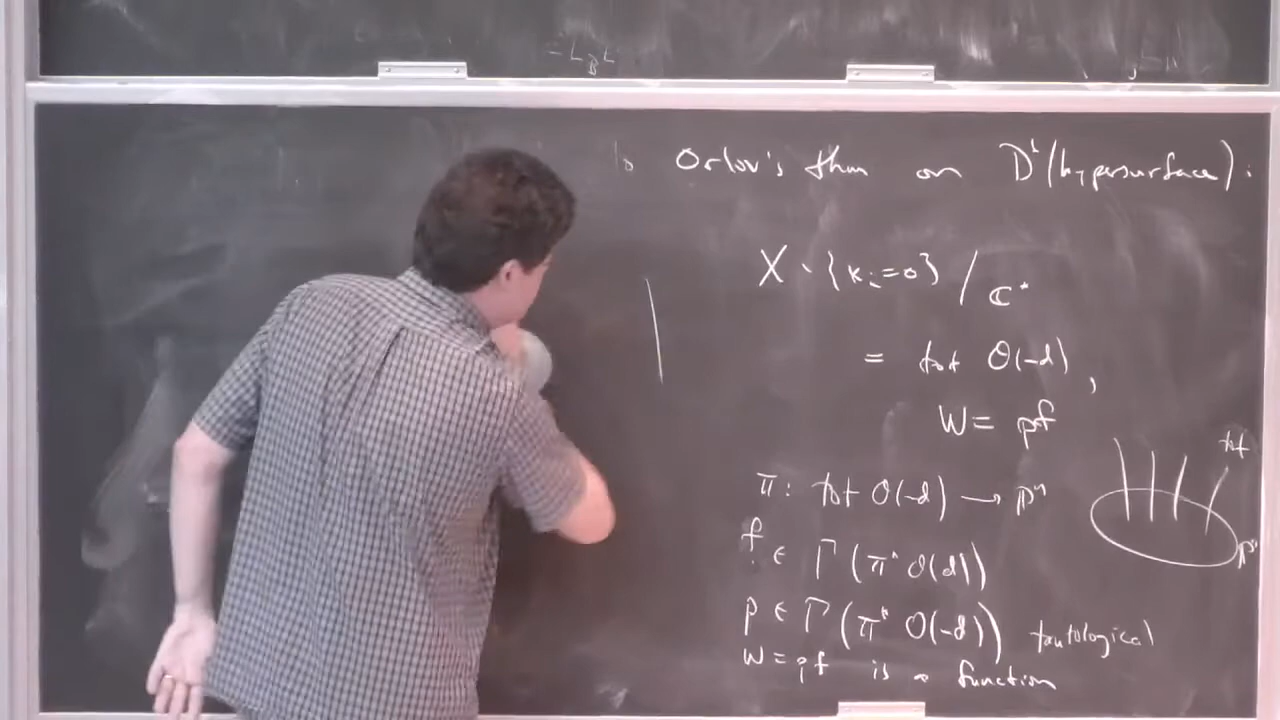 Orlov's thm on D^b(hypersurface):
X \ {x_i=0} / ℂ*
= tot O(-d),
W = pf
tot
π: tot O(-d) → ℙ^n
ℙ^n
f ∈ Γ(π* O(d))
p ∈ Γ(π* O(-d)) tautological
W = pf is a function